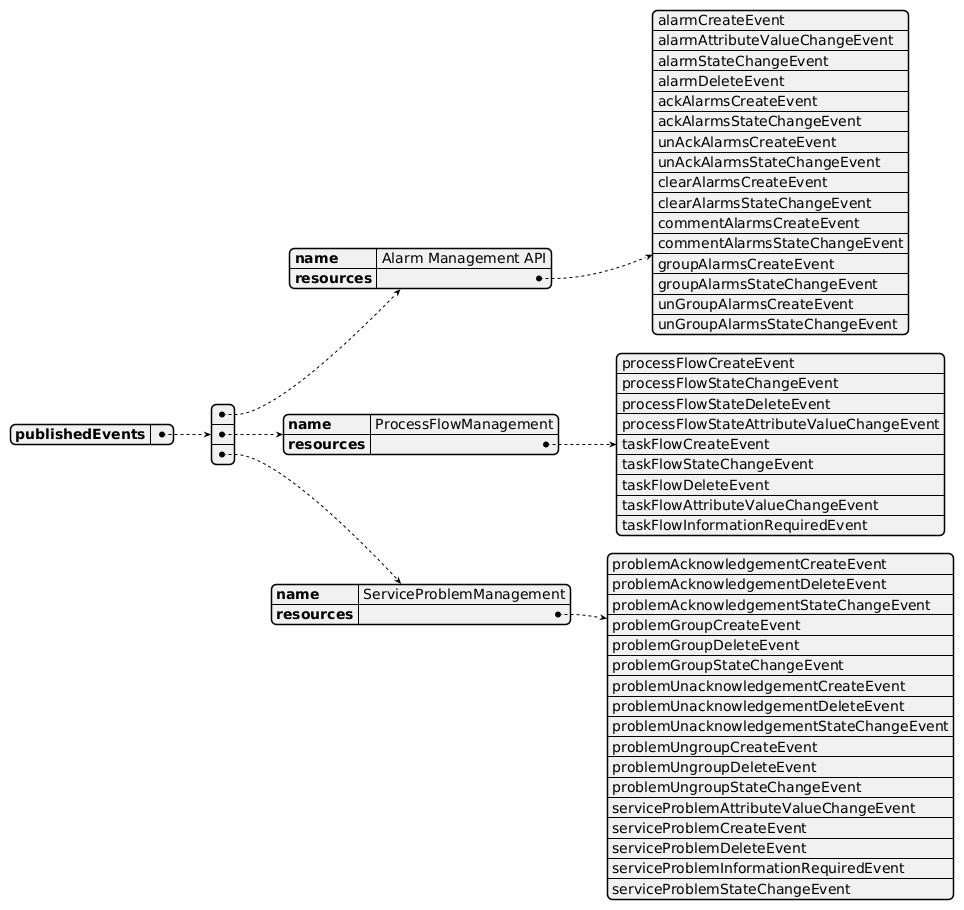 publishedEvents
name Alarm Management API
resources
alarmCreateEvent
alarmAttributeValueChangeEvent
alarmStateChangeEvent
alarmDeleteEvent
ackAlarmsCreateEvent
ackAlarmsStateChangeEvent
unAckAlarmsCreateEvent
unAckAlarmsStateChangeEvent
clearAlarmsCreateEvent
clearAlarmsStateChangeEvent
commentAlarmsCreateEvent
commentAlarmsStateChangeEvent
groupAlarmsCreateEvent
groupAlarmsStateChangeEvent
unGroupAlarmsCreateEvent
unGroupAlarmsStateChangeEvent
name ProcessFlowManagement
resources
processFlowCreateEvent
processFlowStateChangeEvent
processFlowStateDeleteEvent
processFlowStateAttributeValueChangeEvent
taskFlowCreateEvent
taskFlowStateChangeEvent
taskFlowDeleteEvent
taskFlowAttributeValueChangeEvent
taskFlowInformationRequiredEvent
name ServiceProblemManagement
resources
problemAcknowledgementCreateEvent
problemAcknowledgementDeleteEvent
problemAcknowledgementStateChangeEvent
problemGroupCreateEvent
problemGroupDeleteEvent
problemGroupStateChangeEvent
problemUnacknowledgementCreateEvent
problemUnacknowledgementDeleteEvent
problemUnacknowledgementStateChangeEvent
problemUngroupCreateEvent
problemUngroupDeleteEvent
problemUngroupStateChangeEvent
serviceProblemAttributeValueChangeEvent
serviceProblemCreateEvent
serviceProblemDeleteEvent
serviceProblemInformationRequiredEvent
serviceProblemStateChangeEvent